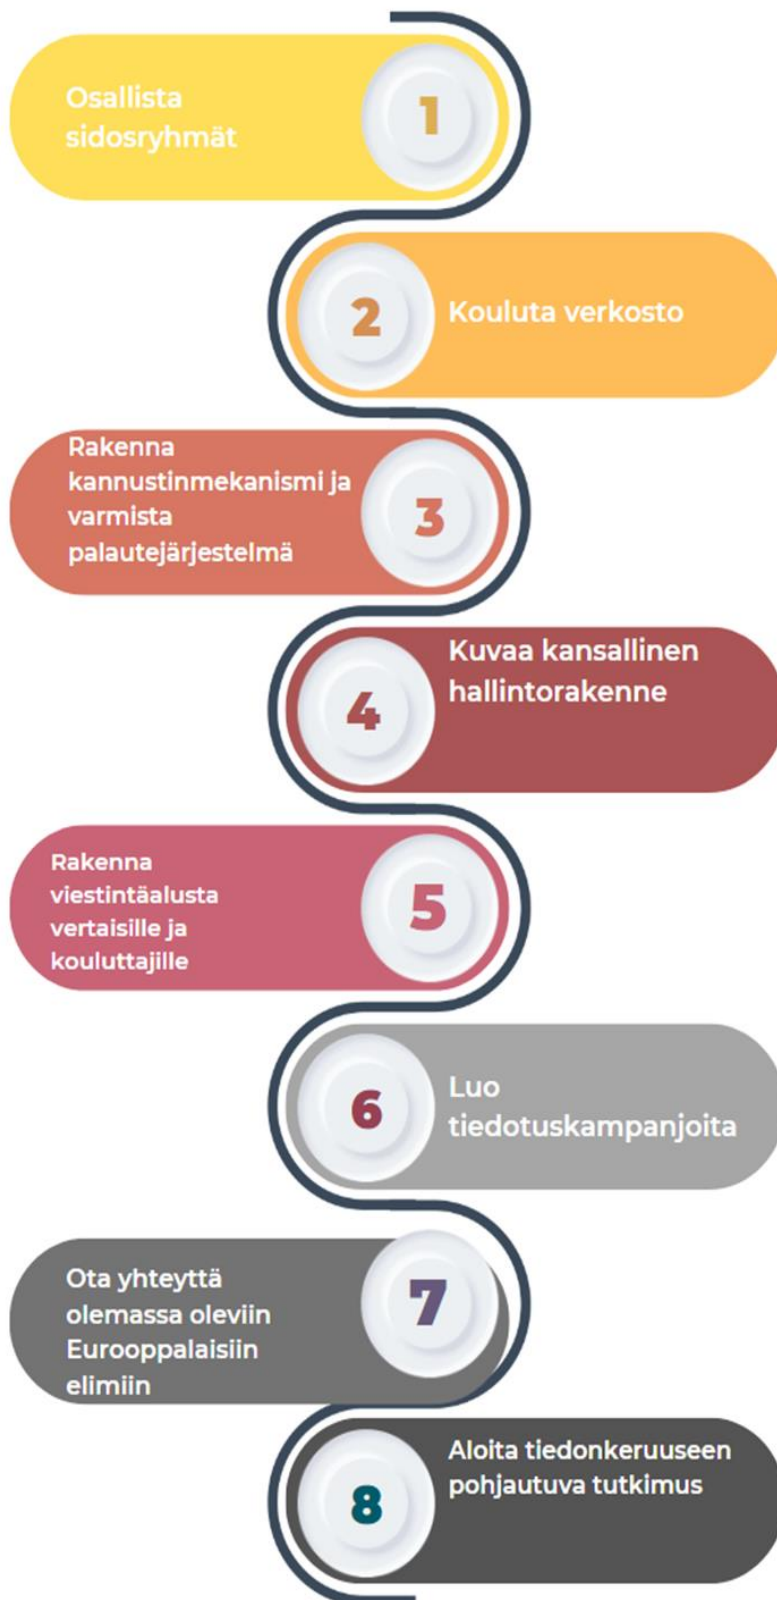 Osallista
sidosryhmät
1
2
Kouluta verkosto
Rakenna
kannustinmekanismi ja
varmista
palautejärjestelmä
3
4
Kuvaa kansallinen
hallintorakenne
Rakenna
viestintäalusta
vertaisille ja
kouluttajille
5
6
Luo
tiedotuskampanjoita
Ota yhteyttä
olemassa oleviin
Eurooppalaisiin
elimiin
7
8
Aloita tiedonkeruuseen
pohjautuva tutkimus